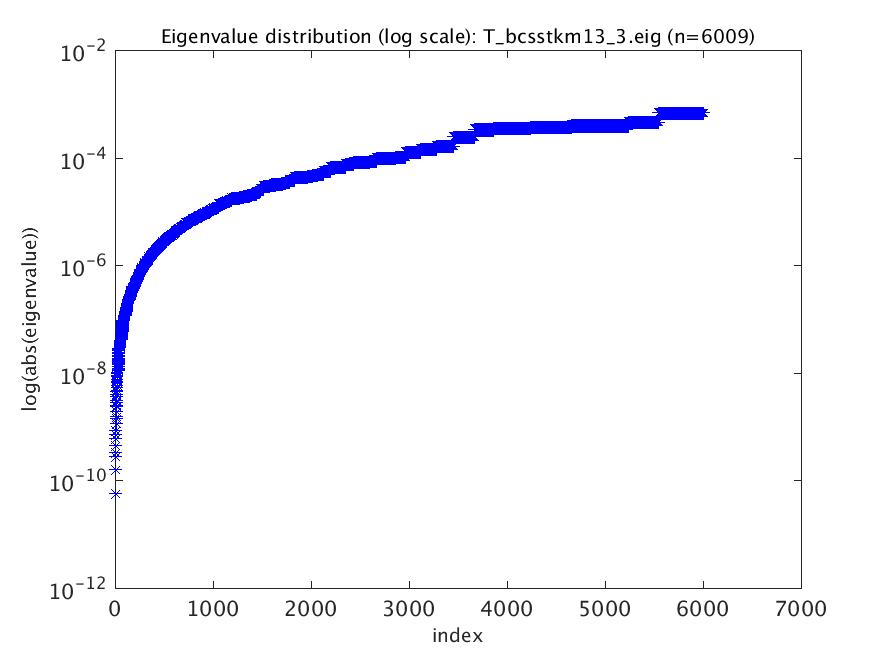 Eigenvalue distribution (log scale): T_bcsstkm13_3.eig (n=6009)
10^-2
10^-4
10^-6
10^-8
10^-10
10^-12
log(abs(eigenvalue))
0 1000 2000 3000 4000 5000 6000 7000
index